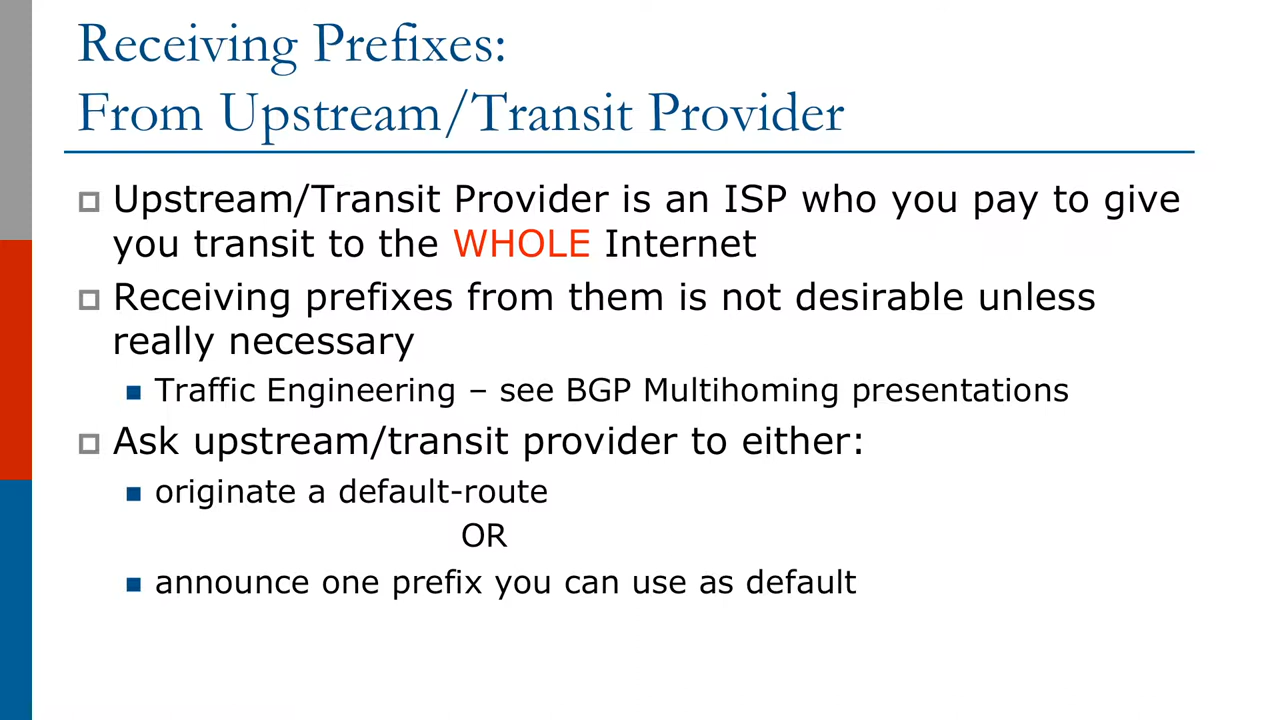 Receiving Prefixes:
From Upstream/Transit Provider
Upstream/Transit Provider is an ISP who you pay to give
you transit to the WHOLE Internet
Receiving prefixes from them is not desirable unless
really necessary
Traffic Engineering – see BGP Multihoming presentations
Ask upstream/transit provider to either:
originate a default-route
OR
announce one prefix you can use as default